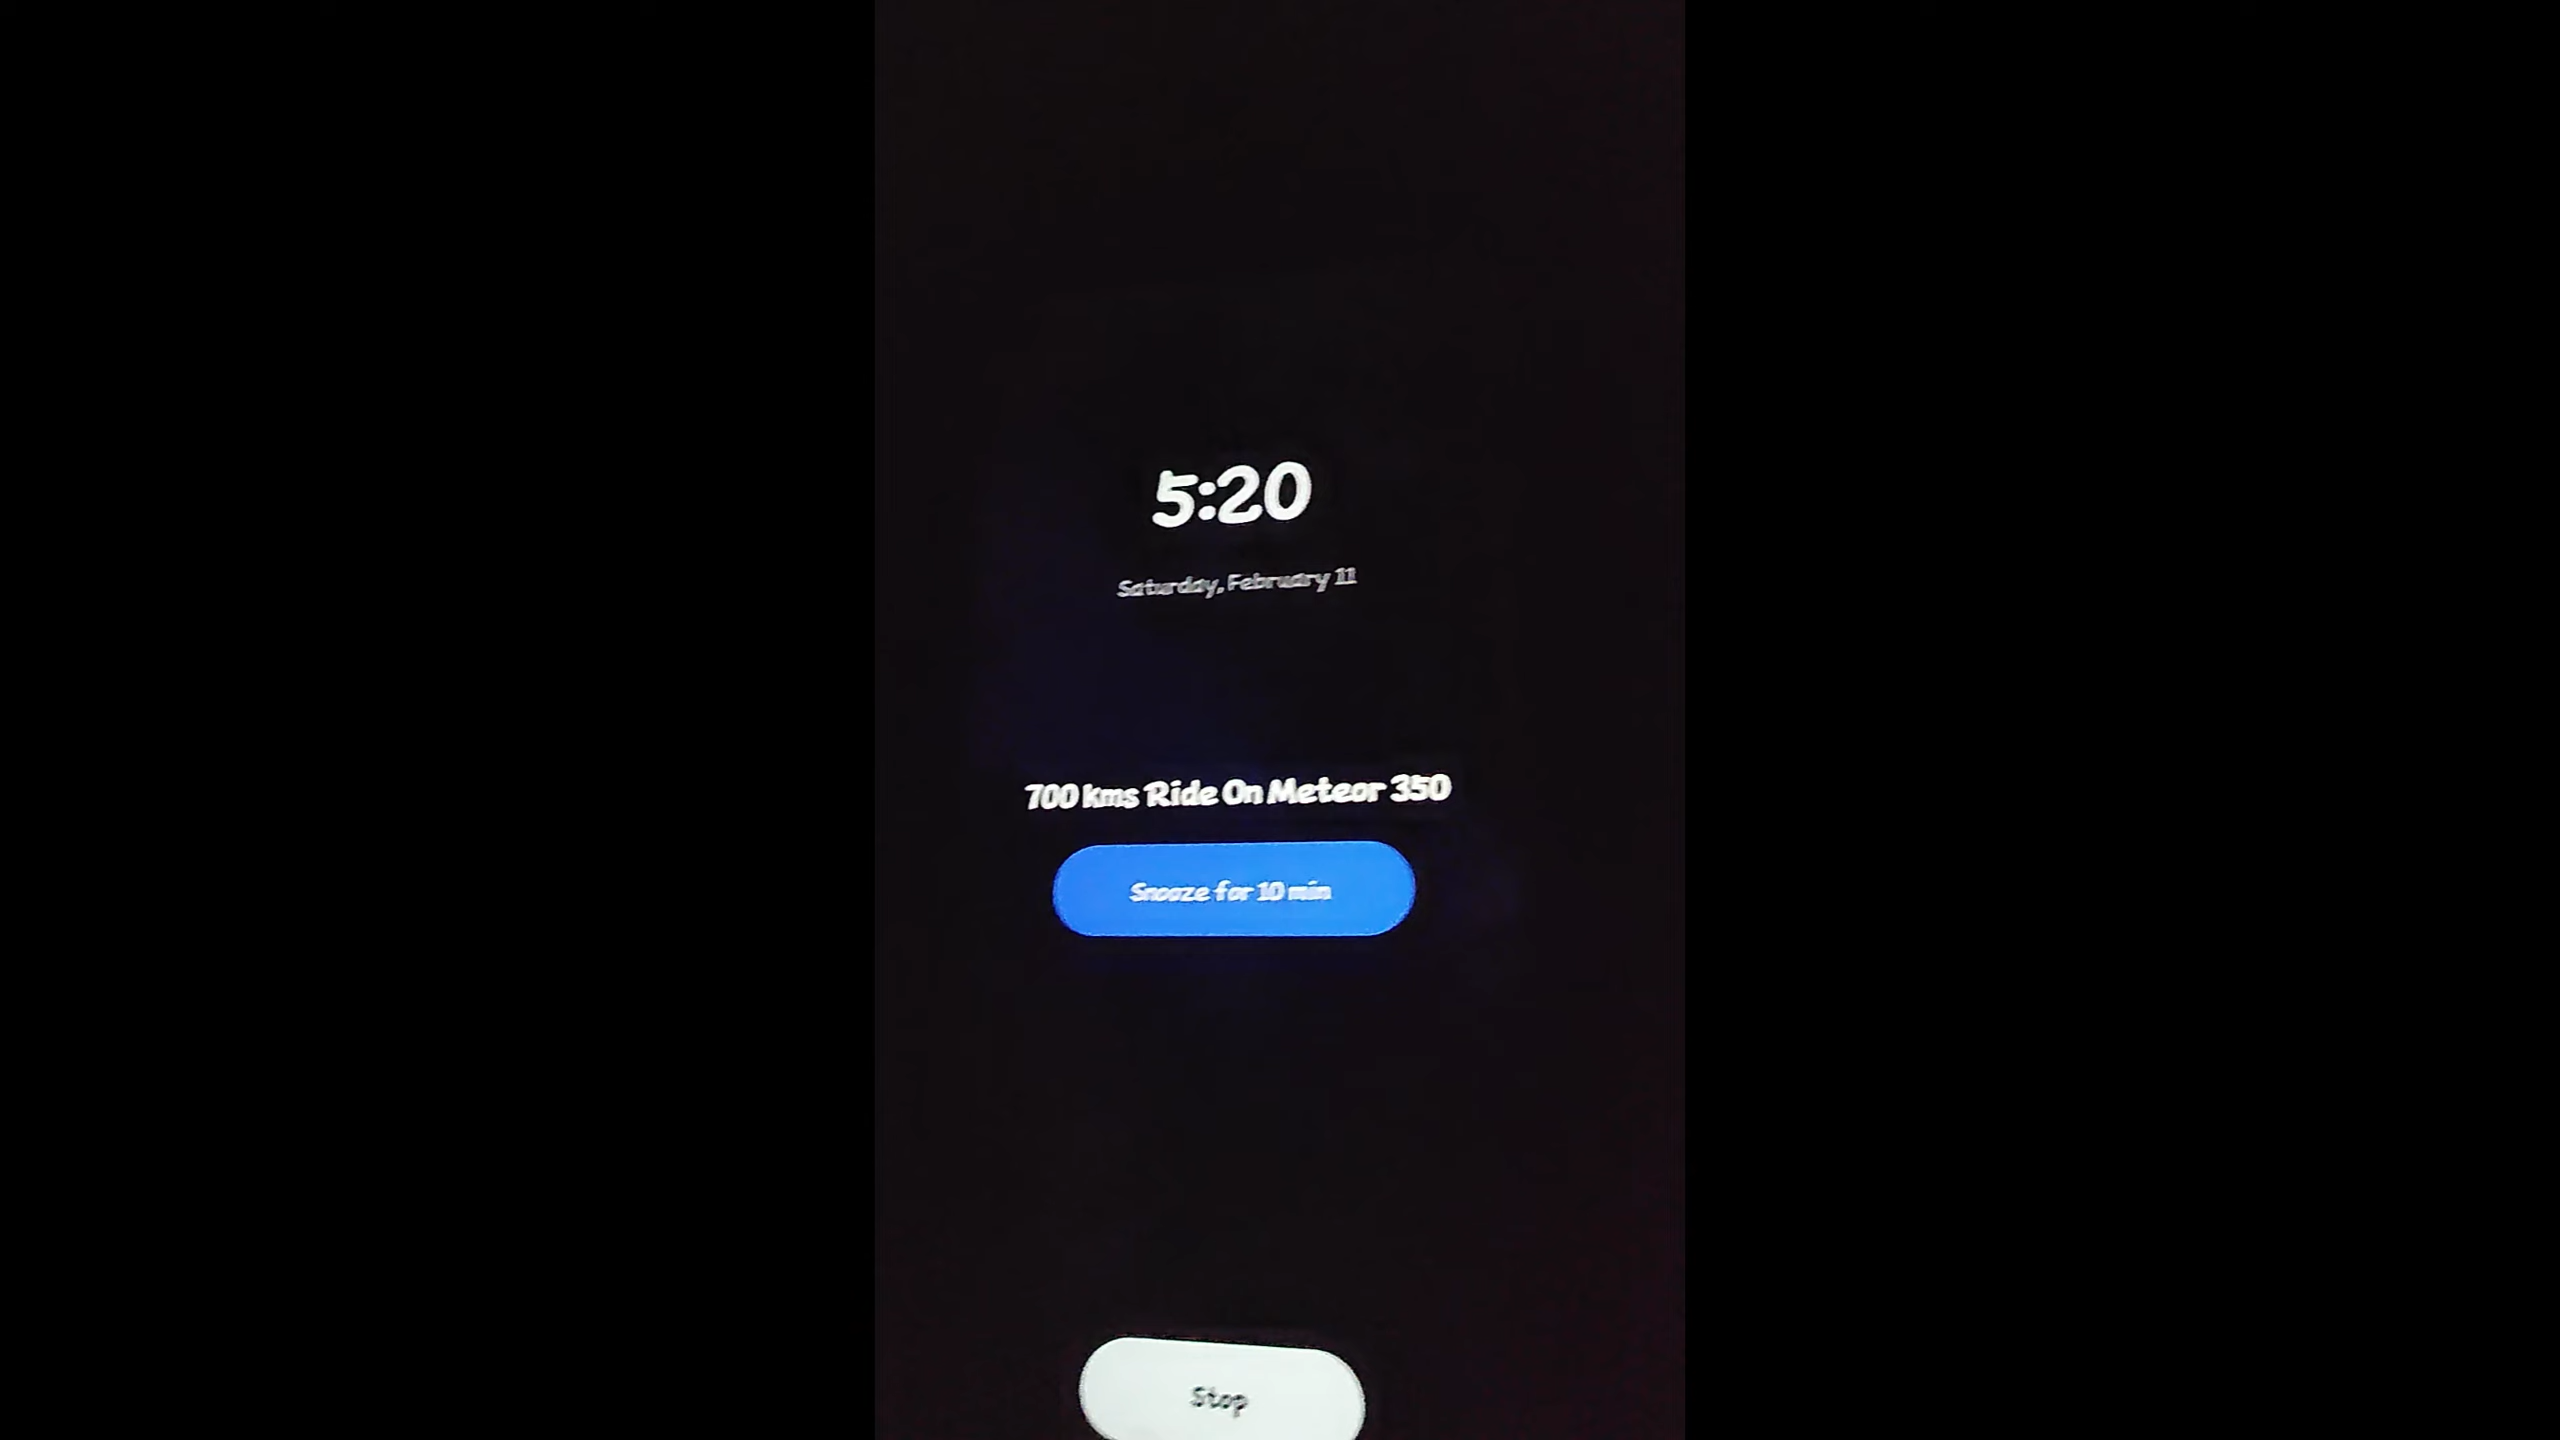 5:20
Saturday, February 11
700 kms Ride On Meteor 350
Snooze for 10 min
Stop